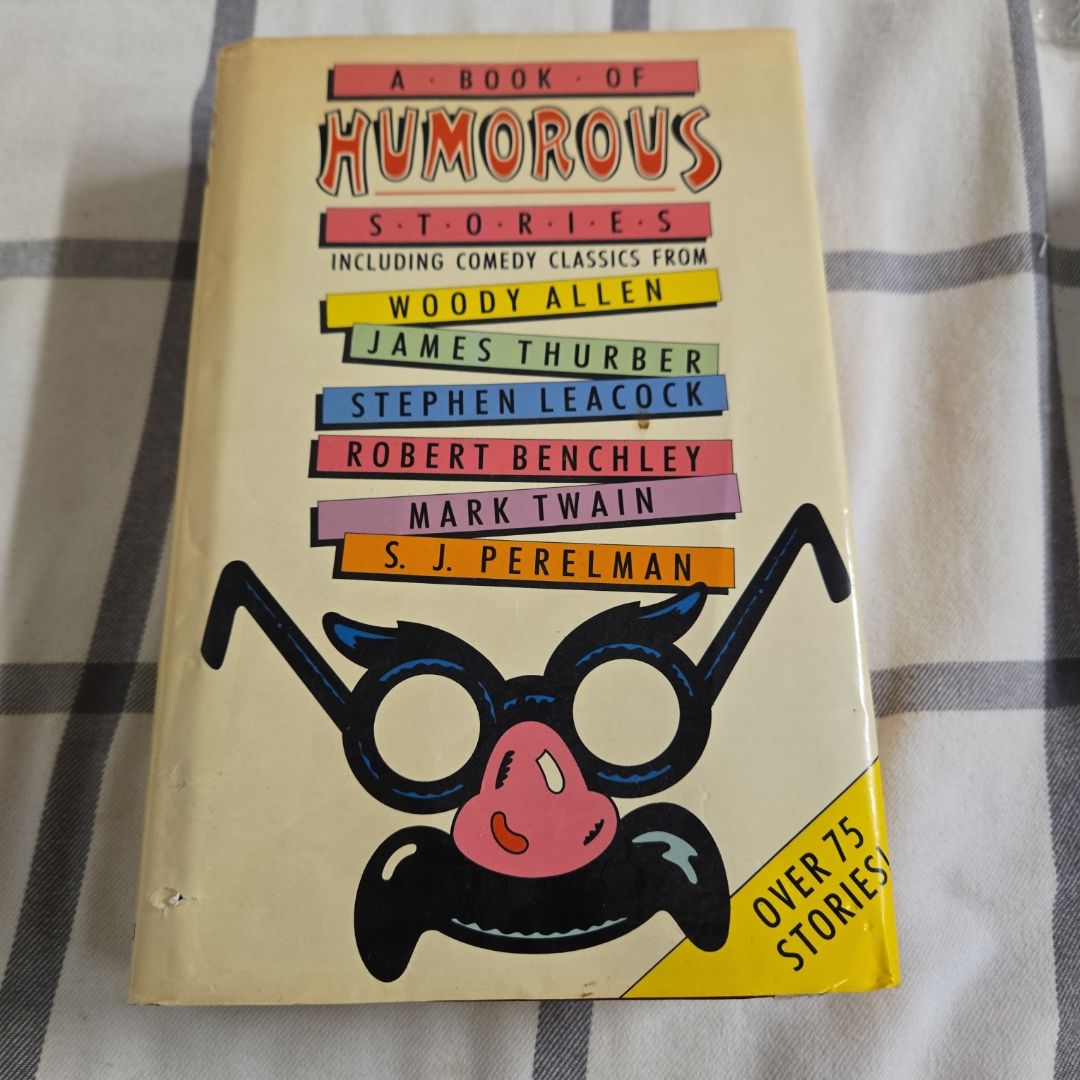 A · BOOK · OF
HUMOROUS
S·T·O·R·I·E·S
INCLUDING COMEDY CLASSICS FROM
WOODY ALLEN
JAMES THURBER
STEPHEN LEACOCK
ROBERT BENCHLEY
MARK TWAIN
S. J. PERELMAN
OVER 75
STORIES!